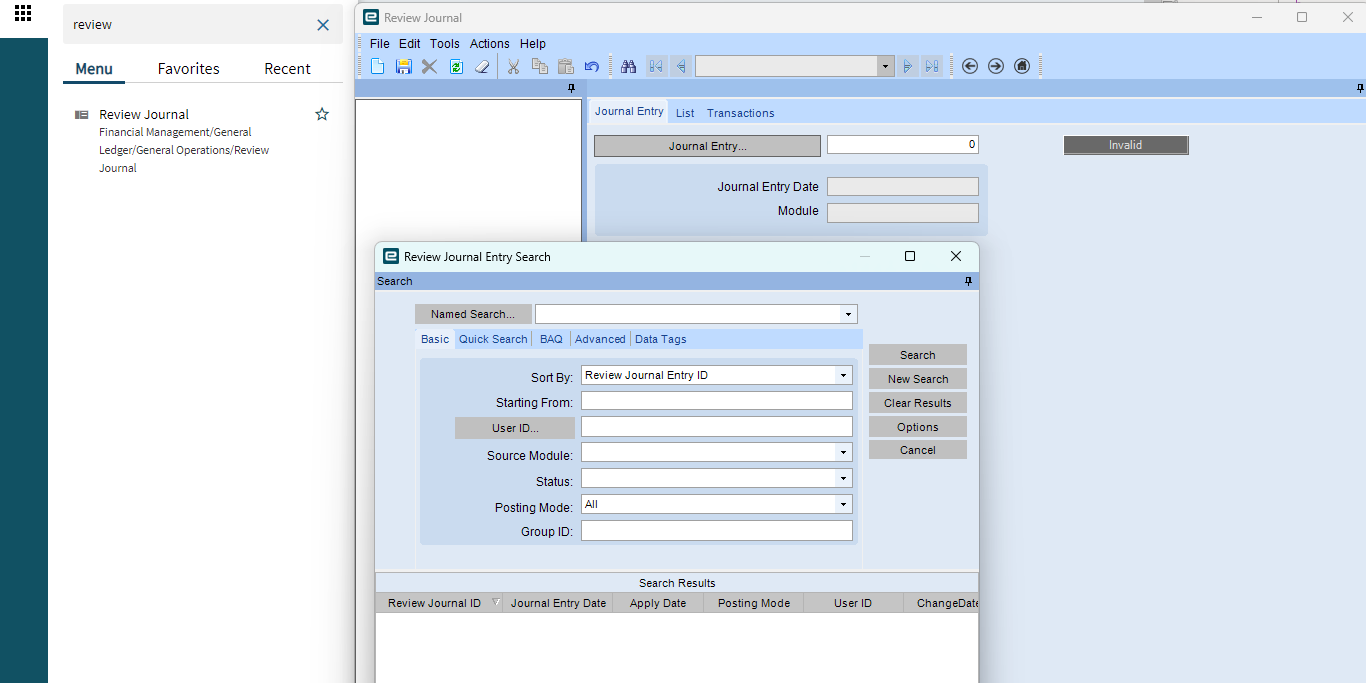 review
Menu Favorites Recent
Review Journal
Financial Management/General
Ledger/General Operations/Review
Journal
Review Journal
File Edit Tools Actions Help
Journal Entry List Transactions
Journal Entry... 0 Invalid
Journal Entry Date
Module
Review Journal Entry Search
Search
Named Search...
Basic Quick Search BAQ Advanced Data Tags
Sort By: Review Journal Entry ID
Starting From:
User ID...
Source Module:
Status:
Posting Mode: All
Group ID:
Search
New Search
Clear Results
Options
Cancel
Search Results
Review Journal ID Journal Entry Date Apply Date Posting Mode User ID ChangeDate